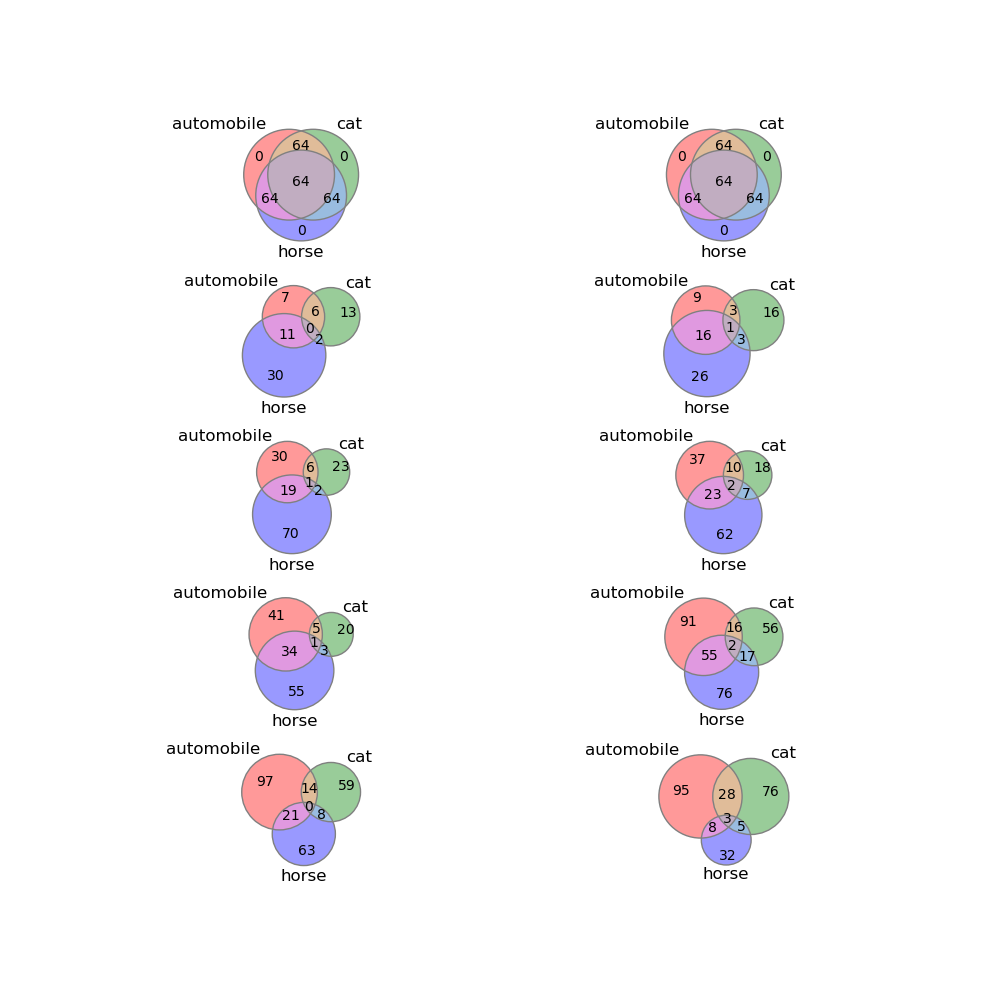 automobile cat automobile cat
0 64 0 0 64 0
64 64
64 64 64 64
0 0
horse horse
automobile cat automobile cat
7 6 13 9 3 16
11 0 2 16 1 3
30 26
horse horse
automobile cat automobile cat
30 6 23 37 10 18
19 1 2 23 2 7
70 62
horse horse
automobile cat automobile cat
41 5 20 91 16 56
34 1 3 55 2 17
55 76
horse horse
automobile cat automobile cat
97 14 59 95 28 76
21 0 8 8 3 5
63 32
horse horse